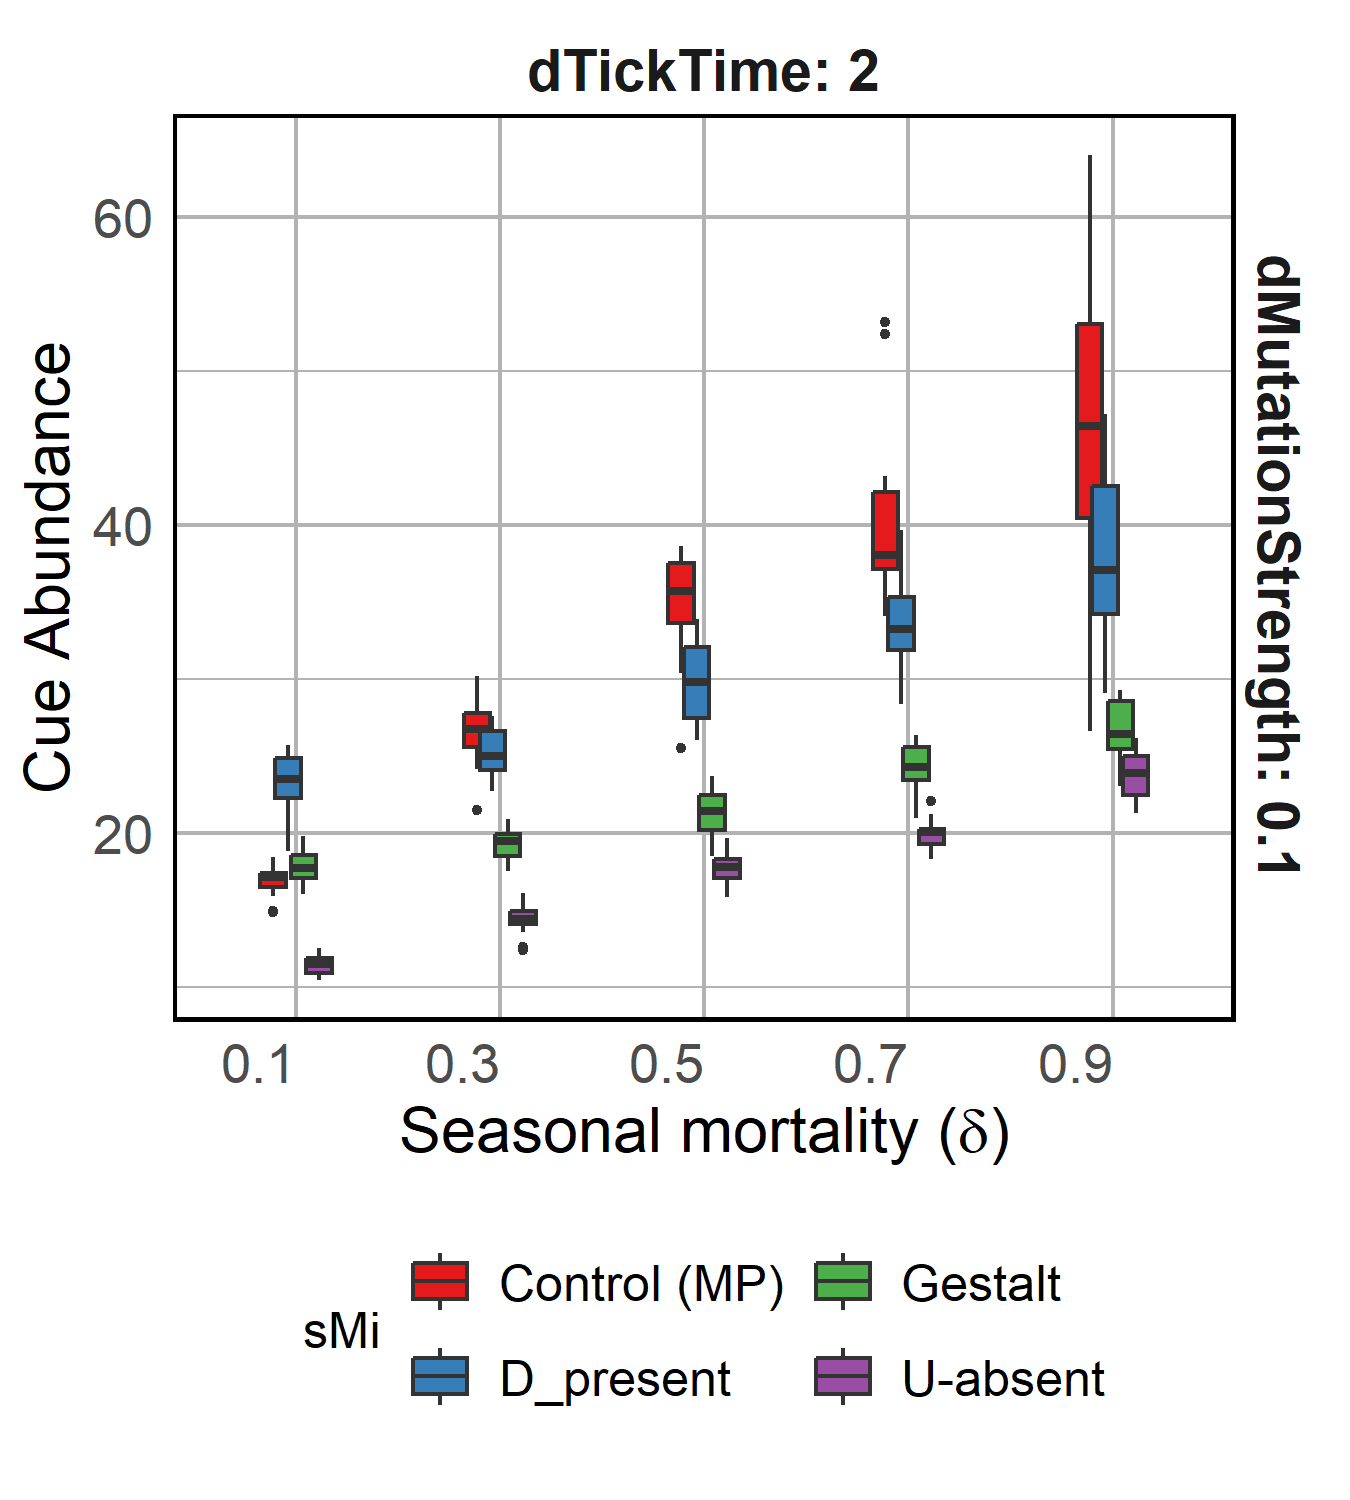 dTickTime: 2
60
40
20
Cue Abundance
dMutationStrength: 0.1
0.1 0.3 0.5 0.7 0.9
Seasonal mortality (δ)
sMi
Control (MP) Gestalt
D_present U-absent